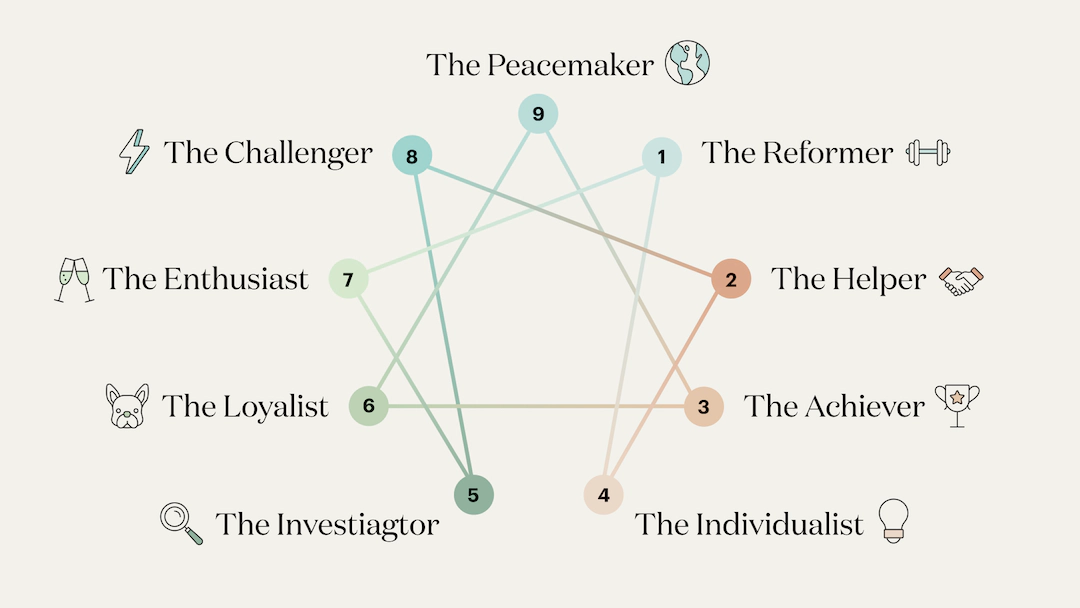 The Peacemaker
9
The Challenger
8
1
The Reformer
The Enthusiast
7
2
The Helper
The Loyalist
6
3
The Achiever
5
4
The Investiagtor
The Individualist